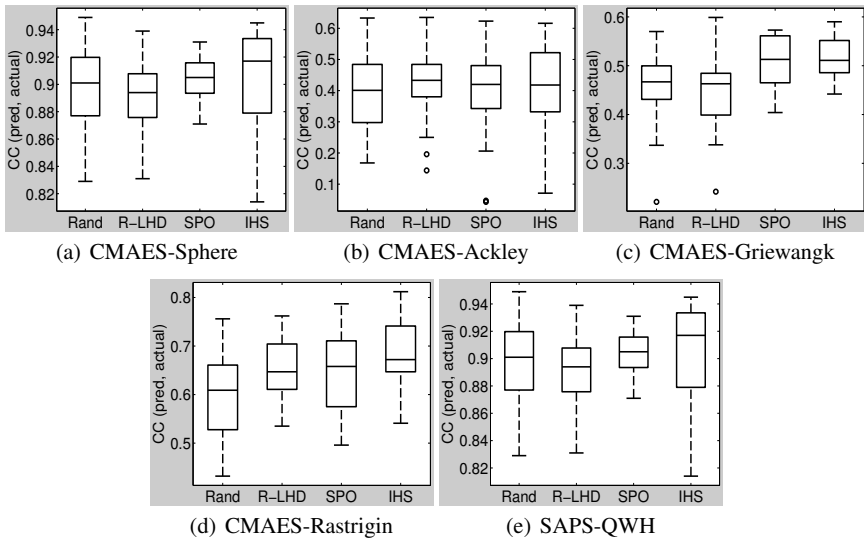 CC (pred, actual)
0.94
0.92
0.9
0.88
0.86
0.84
0.82
Rand R−LHD SPO IHS
(a) CMAES-Sphere
CC (pred, actual)
0.6
0.5
0.4
0.3
0.2
0.1
Rand R−LHD SPO IHS
(b) CMAES-Ackley
CC (pred, actual)
0.6
0.5
0.4
0.3
Rand R−LHD SPO IHS
(c) CMAES-Griewangk
CC (pred, actual)
0.8
0.7
0.6
0.5
Rand R−LHD SPO IHS
(d) CMAES-Rastrigin
CC (pred, actual)
0.94
0.92
0.9
0.88
0.86
0.84
0.82
Rand R−LHD SPO IHS
(e) SAPS-QWH